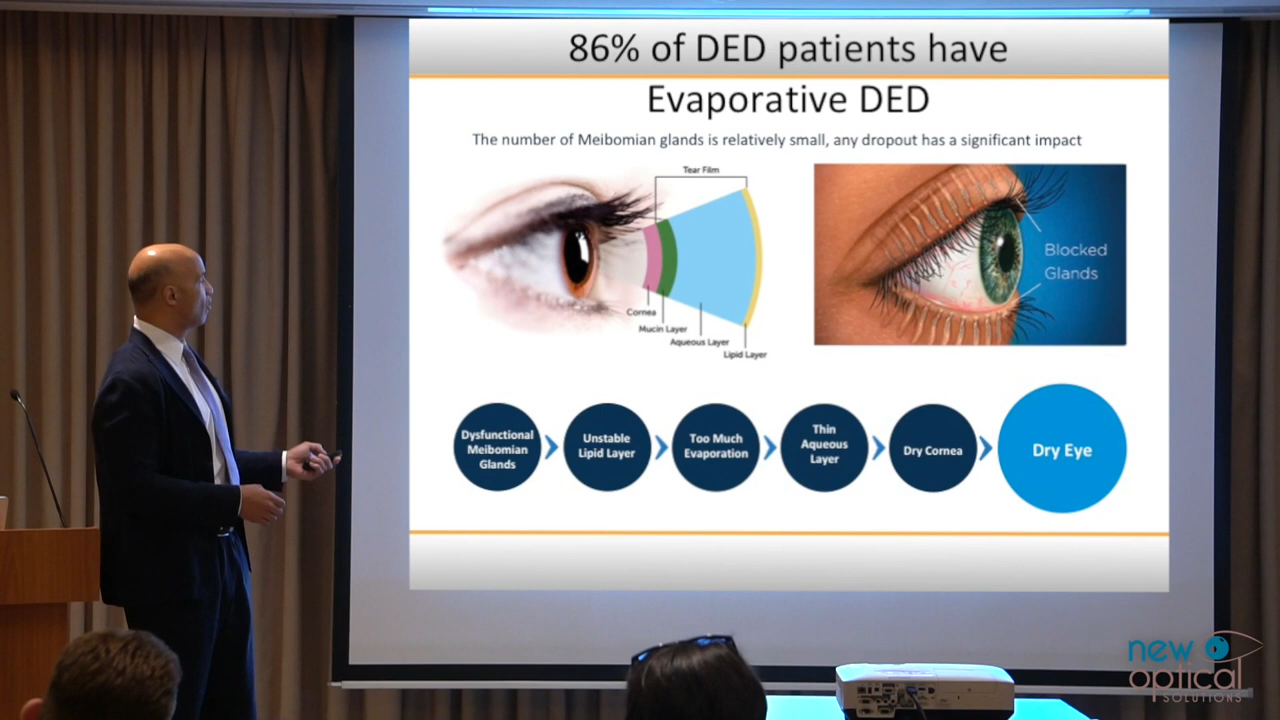 86% of DED patients have
Evaporative DED
The number of Meibomian glands is relatively small, any dropout has a significant impact
Tear Film
Cornea
Mucin Layer
Aqueous Layer
Lipid Layer
Blocked
Glands
Dysfunctional
Meibomian
Glands
Unstable
Lipid Layer
Too Much
Evaporation
Thin
Aqueous
Layer
Dry Cornea
Dry Eye
new
optical
SOLUTIONS